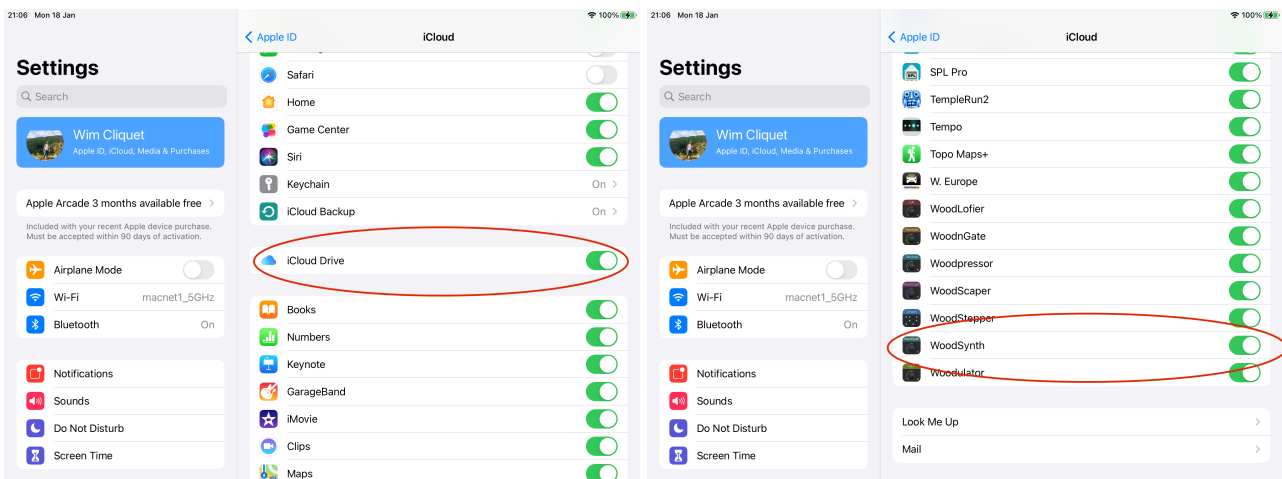 21:06 Mon 18 Jan
100%
Settings
Search
Wim Cliquet
Apple ID, iCloud, Media & Purchases
Apple Arcade 3 months available free
Included with your recent Apple device purchase.
Must be accepted within 90 days of activation.
Airplane Mode
Wi-Fi macnet1_5GHz
Bluetooth On
Notifications
Sounds
Do Not Disturb
Screen Time
Apple ID
iCloud
Safari
Home
Game Center
Siri
Keychain On
iCloud Backup On
iCloud Drive
Books
Numbers
Keynote
GarageBand
iMovie
Clips
Maps
21:06 Mon 18 Jan
100%
Settings
Search
Wim Cliquet
Apple ID, iCloud, Media & Purchases
Apple Arcade 3 months available free
Included with your recent Apple device purchase.
Must be accepted within 90 days of activation.
Airplane Mode
Wi-Fi macnet1_5GHz
Bluetooth On
Notifications
Sounds
Do Not Disturb
Screen Time
Apple ID
iCloud
SPL Pro
TempleRun2
Tempo
Topo Maps+
W. Europe
WoodLofier
WoodnGate
Woodpressor
WoodScaper
WoodStepper
WoodSynth
Woodulator
Look Me Up
Mail